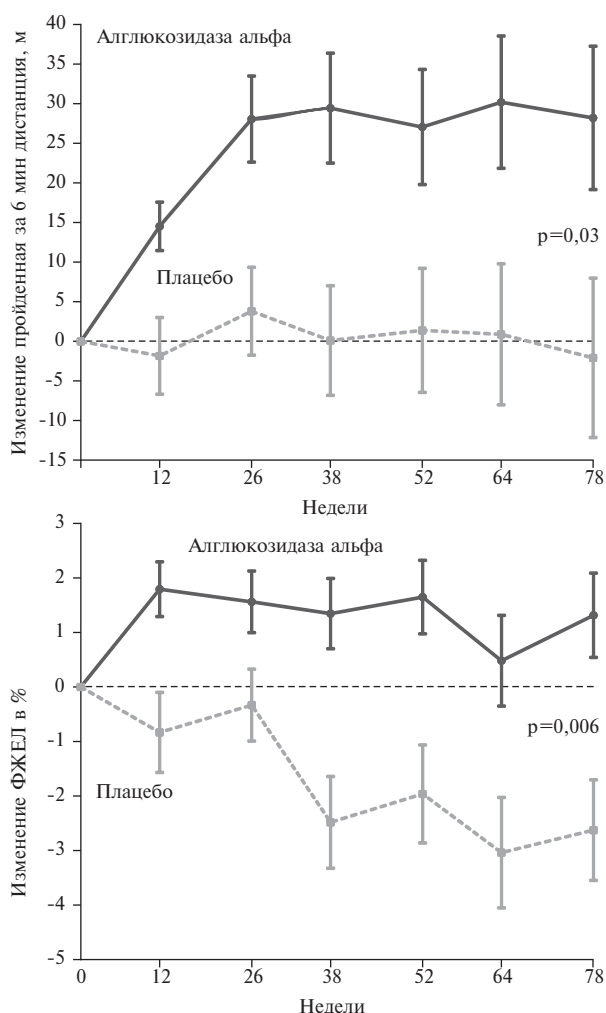 Изменение пройденная за 6 мин дистанция, м
40
35
30
25
20
15
10
5
0
-5
-10
-15
Алглюкозидаза альфа
p=0,03
Плацебо
12 26 38 52 64 78
Недели
Изменение ФЖЕЛ в %
3
2
1
0
-1
-2
-3
-4
-5
Алглюкозидаза альфа
p=0,006
Плацебо
0 12 26 38 52 64 78
Недели